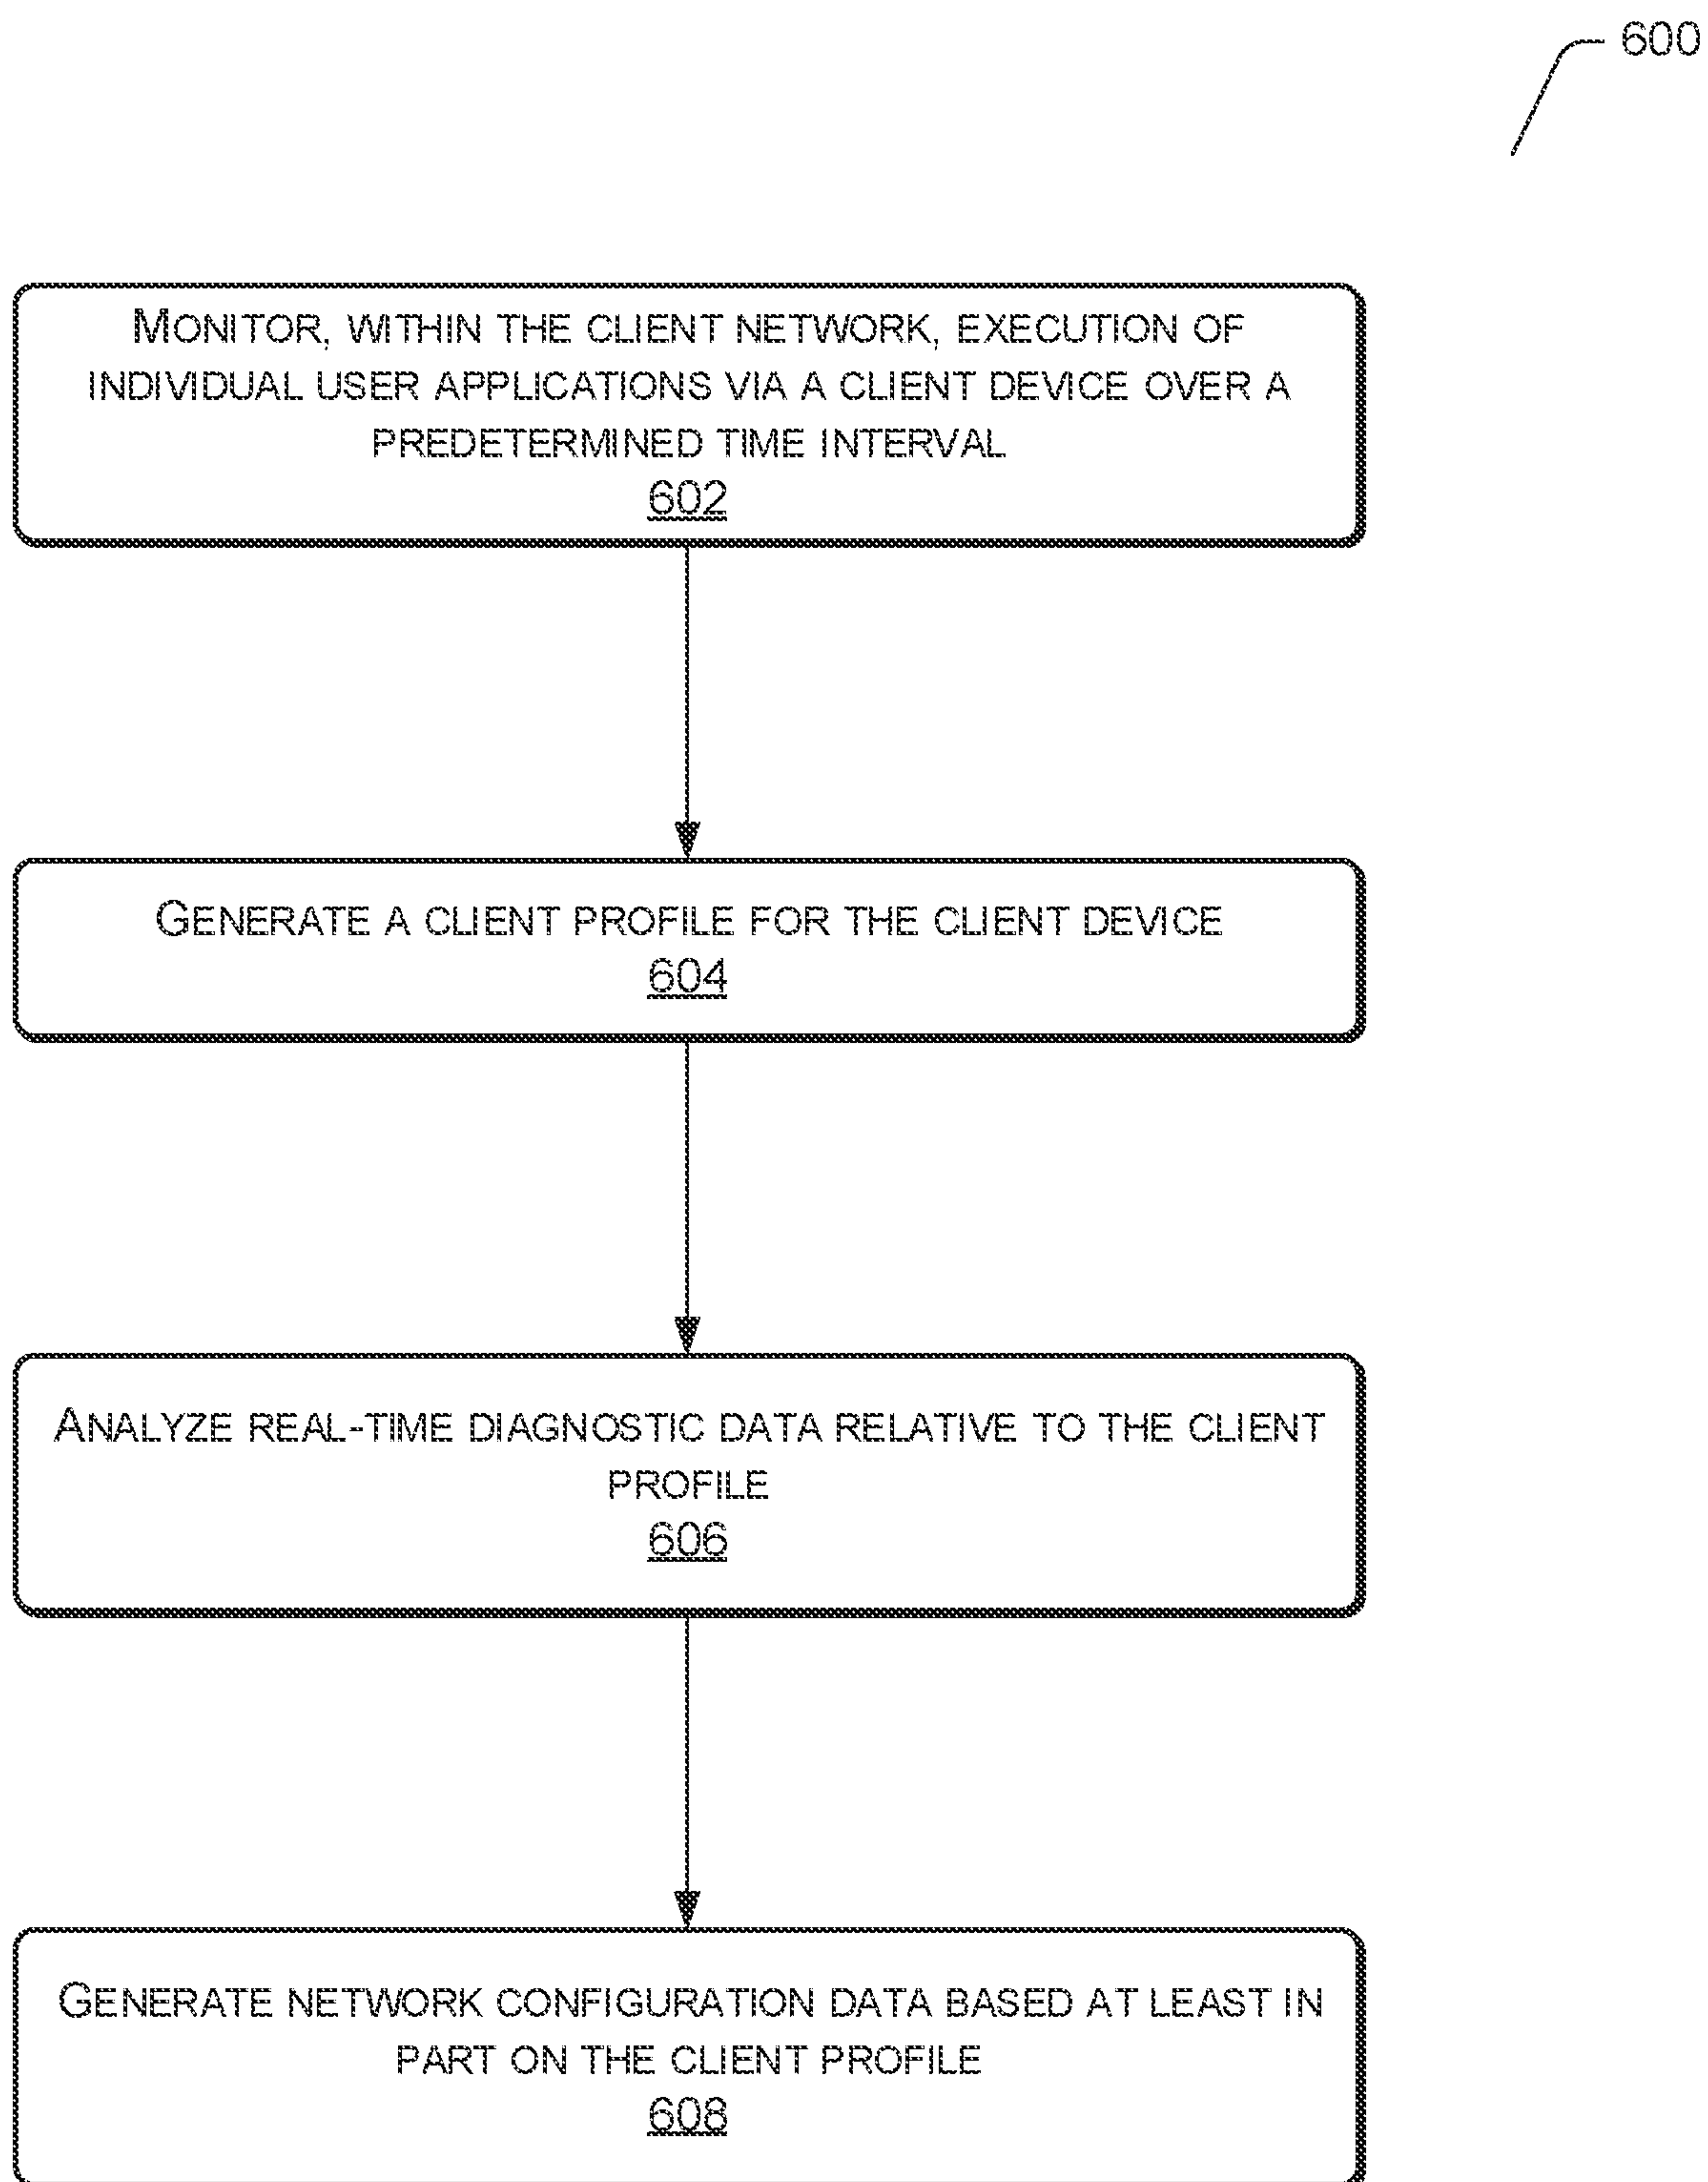 600
MONITOR, WITHIN THE CLIENT NETWORK, EXECUTION OF
INDIVIDUAL USER APPLICATIONS VIA A CLIENT DEVICE OVER A
PREDETERMINED TIME INTERVAL
602
GENERATE A CLIENT PROFILE FOR THE CLIENT DEVICE
604
ANALYZE REAL-TIME DIAGNOSTIC DATA RELATIVE TO THE CLIENT
PROFILE
606
GENERATE NETWORK CONFIGURATION DATA BASED AT LEAST IN
PART ON THE CLIENT PROFILE
608